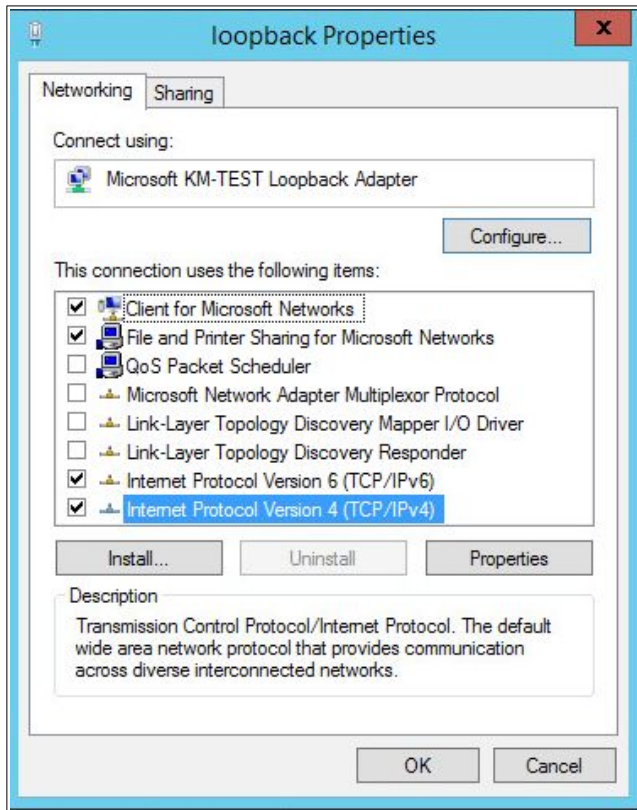 loopback Properties
x
Networking
Sharing
Connect using:
Microsoft KM-TEST Loopback Adapter
Configure...
This connection uses the following items:
Client for Microsoft Networks
File and Printer Sharing for Microsoft Networks
QoS Packet Scheduler
Microsoft Network Adapter Multiplexor Protocol
Link-Layer Topology Discovery Mapper I/O Driver
Link-Layer Topology Discovery Responder
Internet Protocol Version 6 (TCP/IPv6)
Internet Protocol Version 4 (TCP/IPv4)
Install...
Uninstall
Properties
Description
Transmission Control Protocol/Internet Protocol. The default
wide area network protocol that provides communication
across diverse interconnected networks.
OK
Cancel